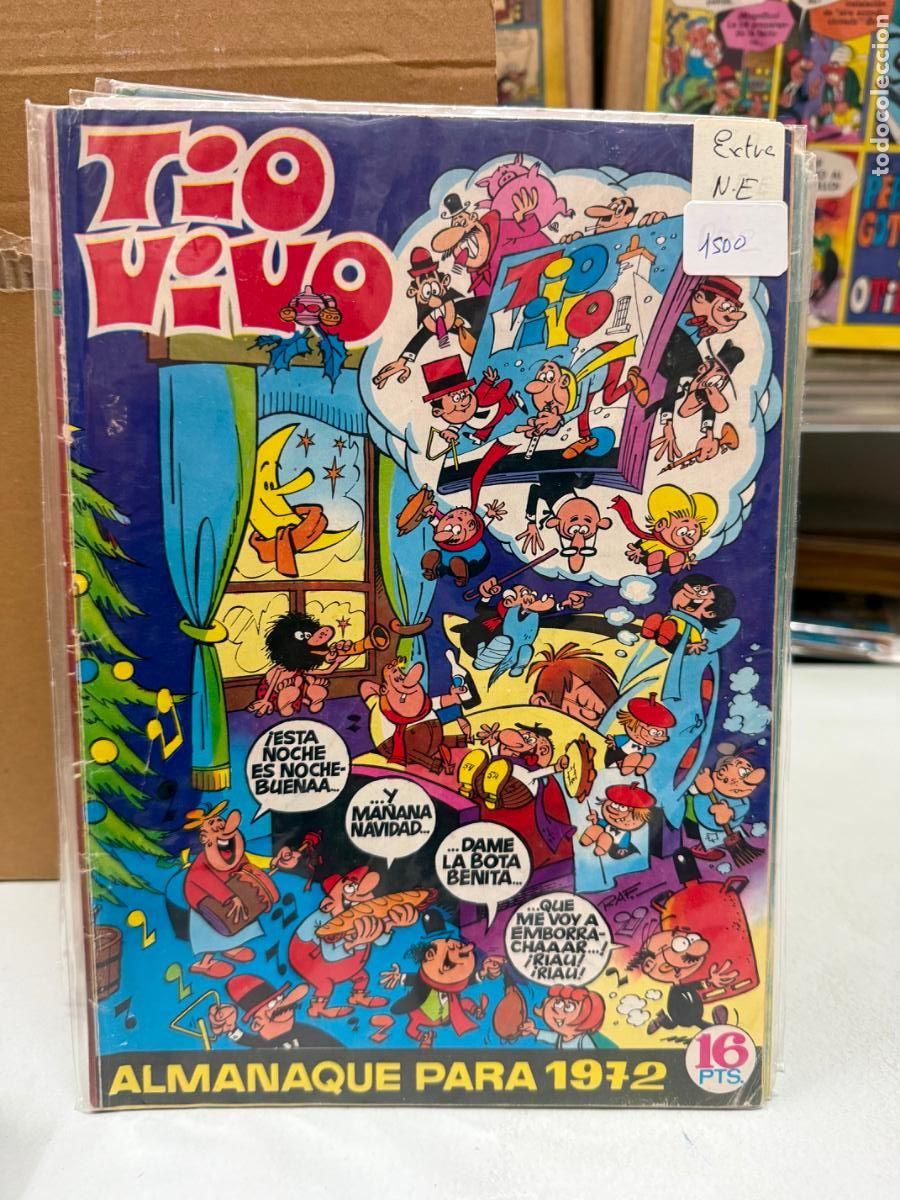 TiO
ViVO
Extra
N-E
1500
TIO
VIVO
¡ESTA
NOCHE
ES NOCHE-
BUENAA...
...Y
MAÑANA
NAVIDAD...
...DAME
LA BOTA
BENITA...
...QUE
ME VOY A
EMBORRA-
CHAAAR...!
¡RIAU!
¡RIAU!
RAF.
ALMANAQUE PARA 1972
16
PTS.
todocoleccion
¡Magnífico!